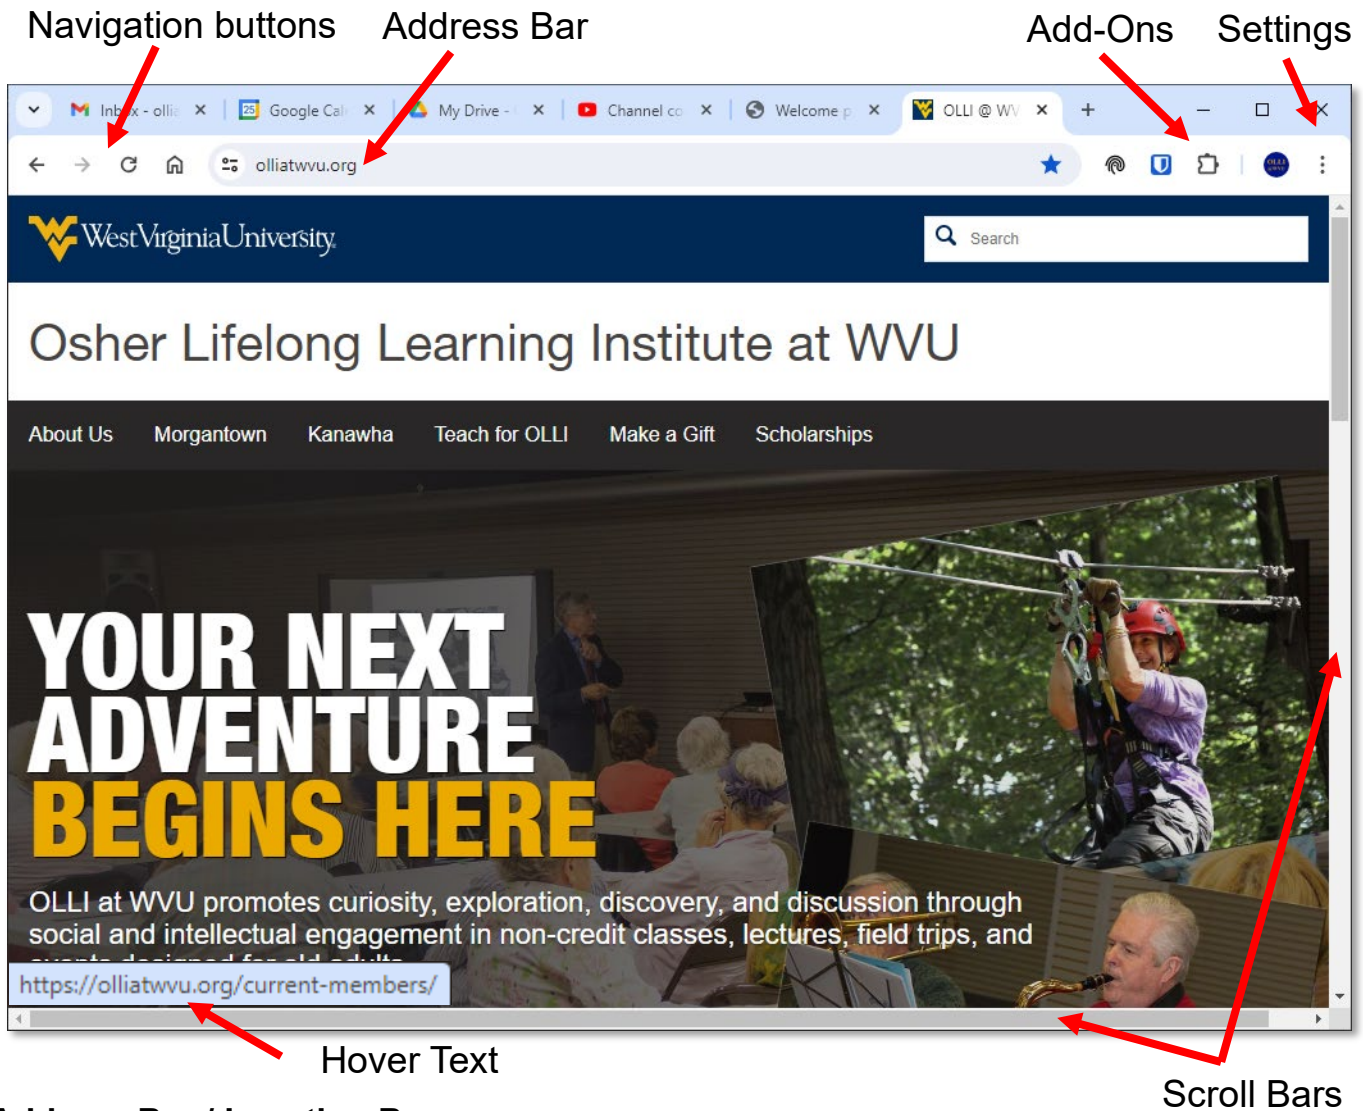 Navigation buttons Address Bar Add-Ons Settings
Inbox - ollia Google Cal My Drive - Channel co Welcome p OLLI @ WV
olliatwvu.org
WestVirginiaUniversity. Search
Osher Lifelong Learning Institute at WVU
About Us Morgantown Kanawha Teach for OLLI Make a Gift Scholarships
YOUR NEXT
ADVENTURE
BEGINS HERE
OLLI at WVU promotes curiosity, exploration, discovery, and discussion through
social and intellectual engagement in non-credit classes, lectures, field trips, and
https://olliatwvu.org/current-members/
Hover Text
Scroll Bars